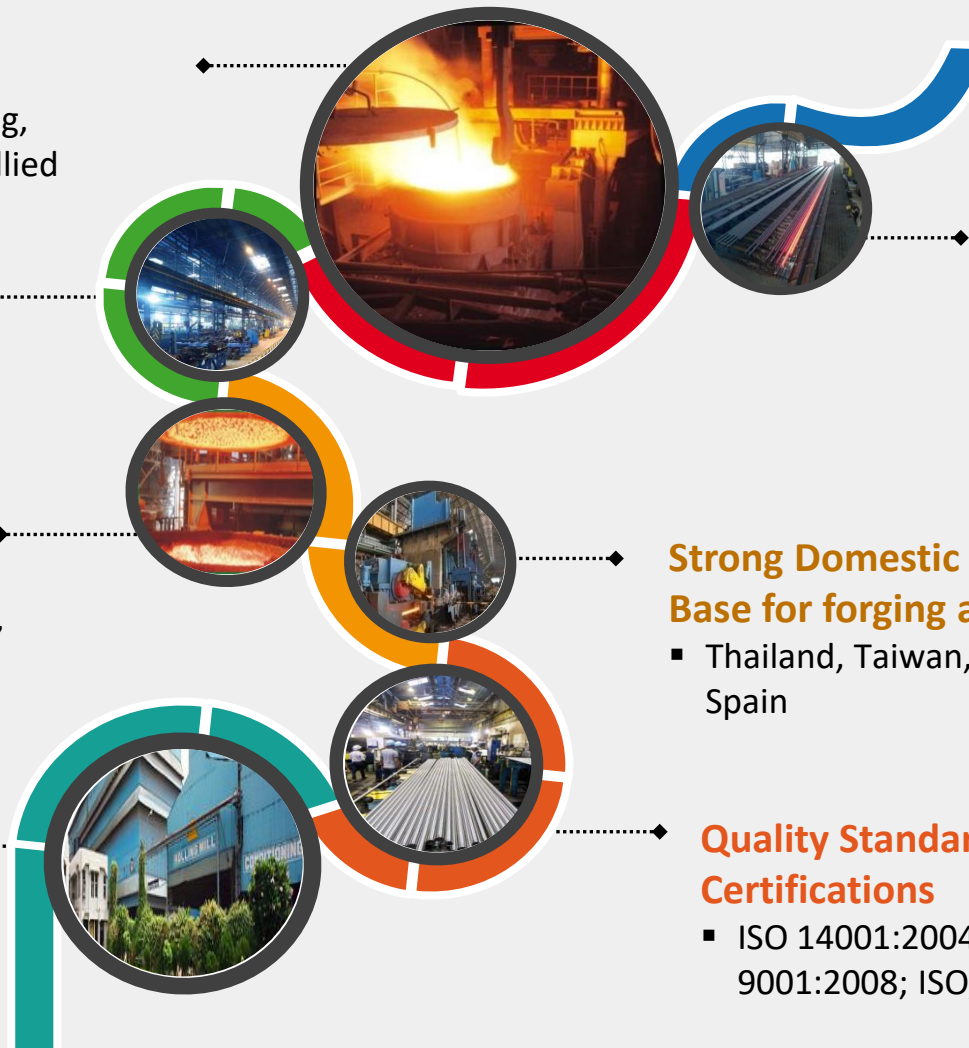 g,
llied
,
Strong Domestic
Base for forging a
Thailand, Taiwan,
Spain
Quality Standar
Certifications
ISO 14001:2004
9001:2008; ISO
ROLLING MILL
CONDITIONING